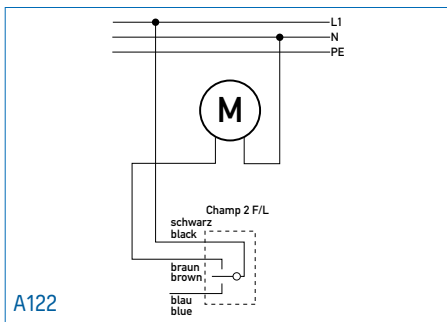 L1
N
PE
M
Champ 2 F/L
schwarz
black
braun
brown
blau
blue
A122